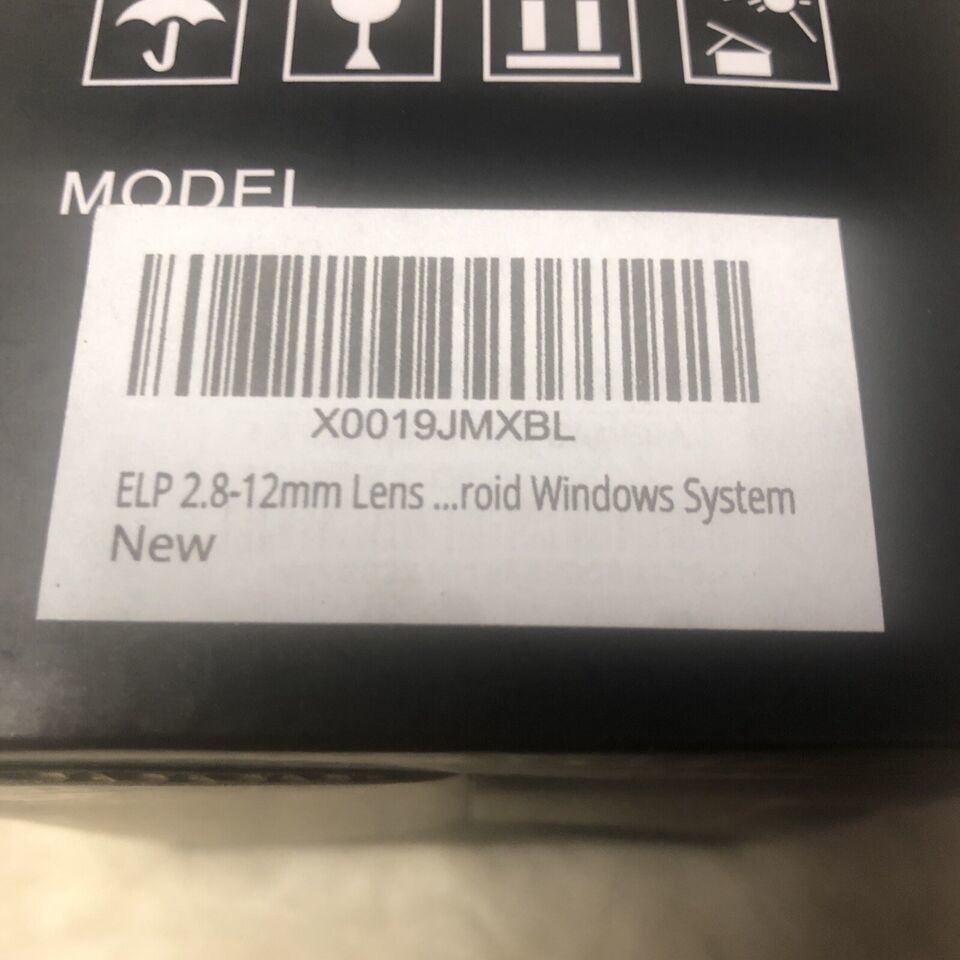 MODEL
X0019JMXBL
ELP 2.8-12mm Lens ...roid Windows System
New